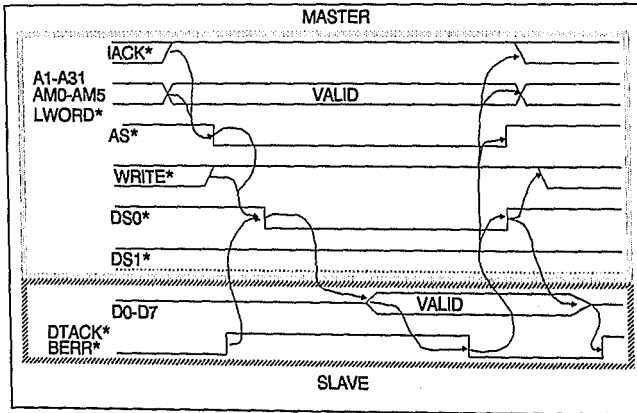 MASTER
IACK*
A1-A31
AM0-AM5
VALID
LWORD*
AS*
WRITE*
DS0*
DS1*
D0-D7
VALID
DTACK*
BERR*
SLAVE